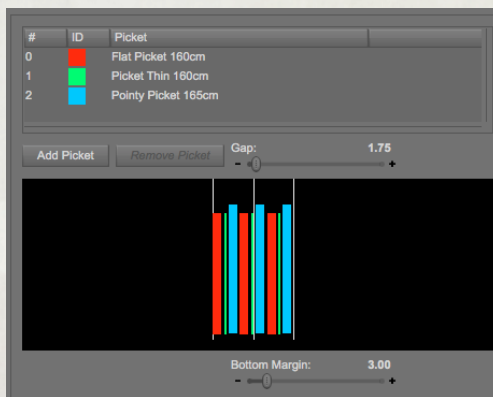 # ID Picket
0 Flat Picket 160cm
1 Picket Thin 160cm
2 Pointy Picket 165cm
Add Picket Remove Picket Gap: 1.75
- +
Bottom Margin: 3.00
- +